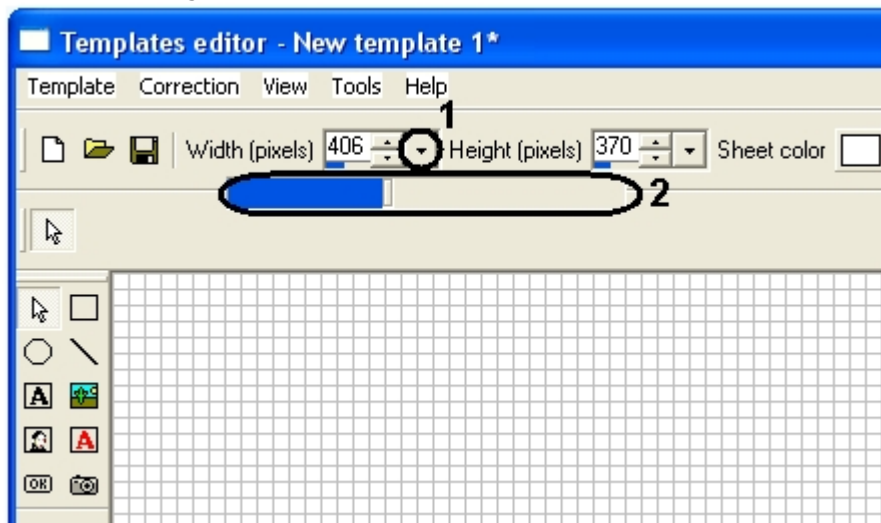 Templates editor - New template 1*
Template Correction View Tools Help
1
Width (pixels) 406 Height (pixels) 370 Sheet color
2
A
A
OK